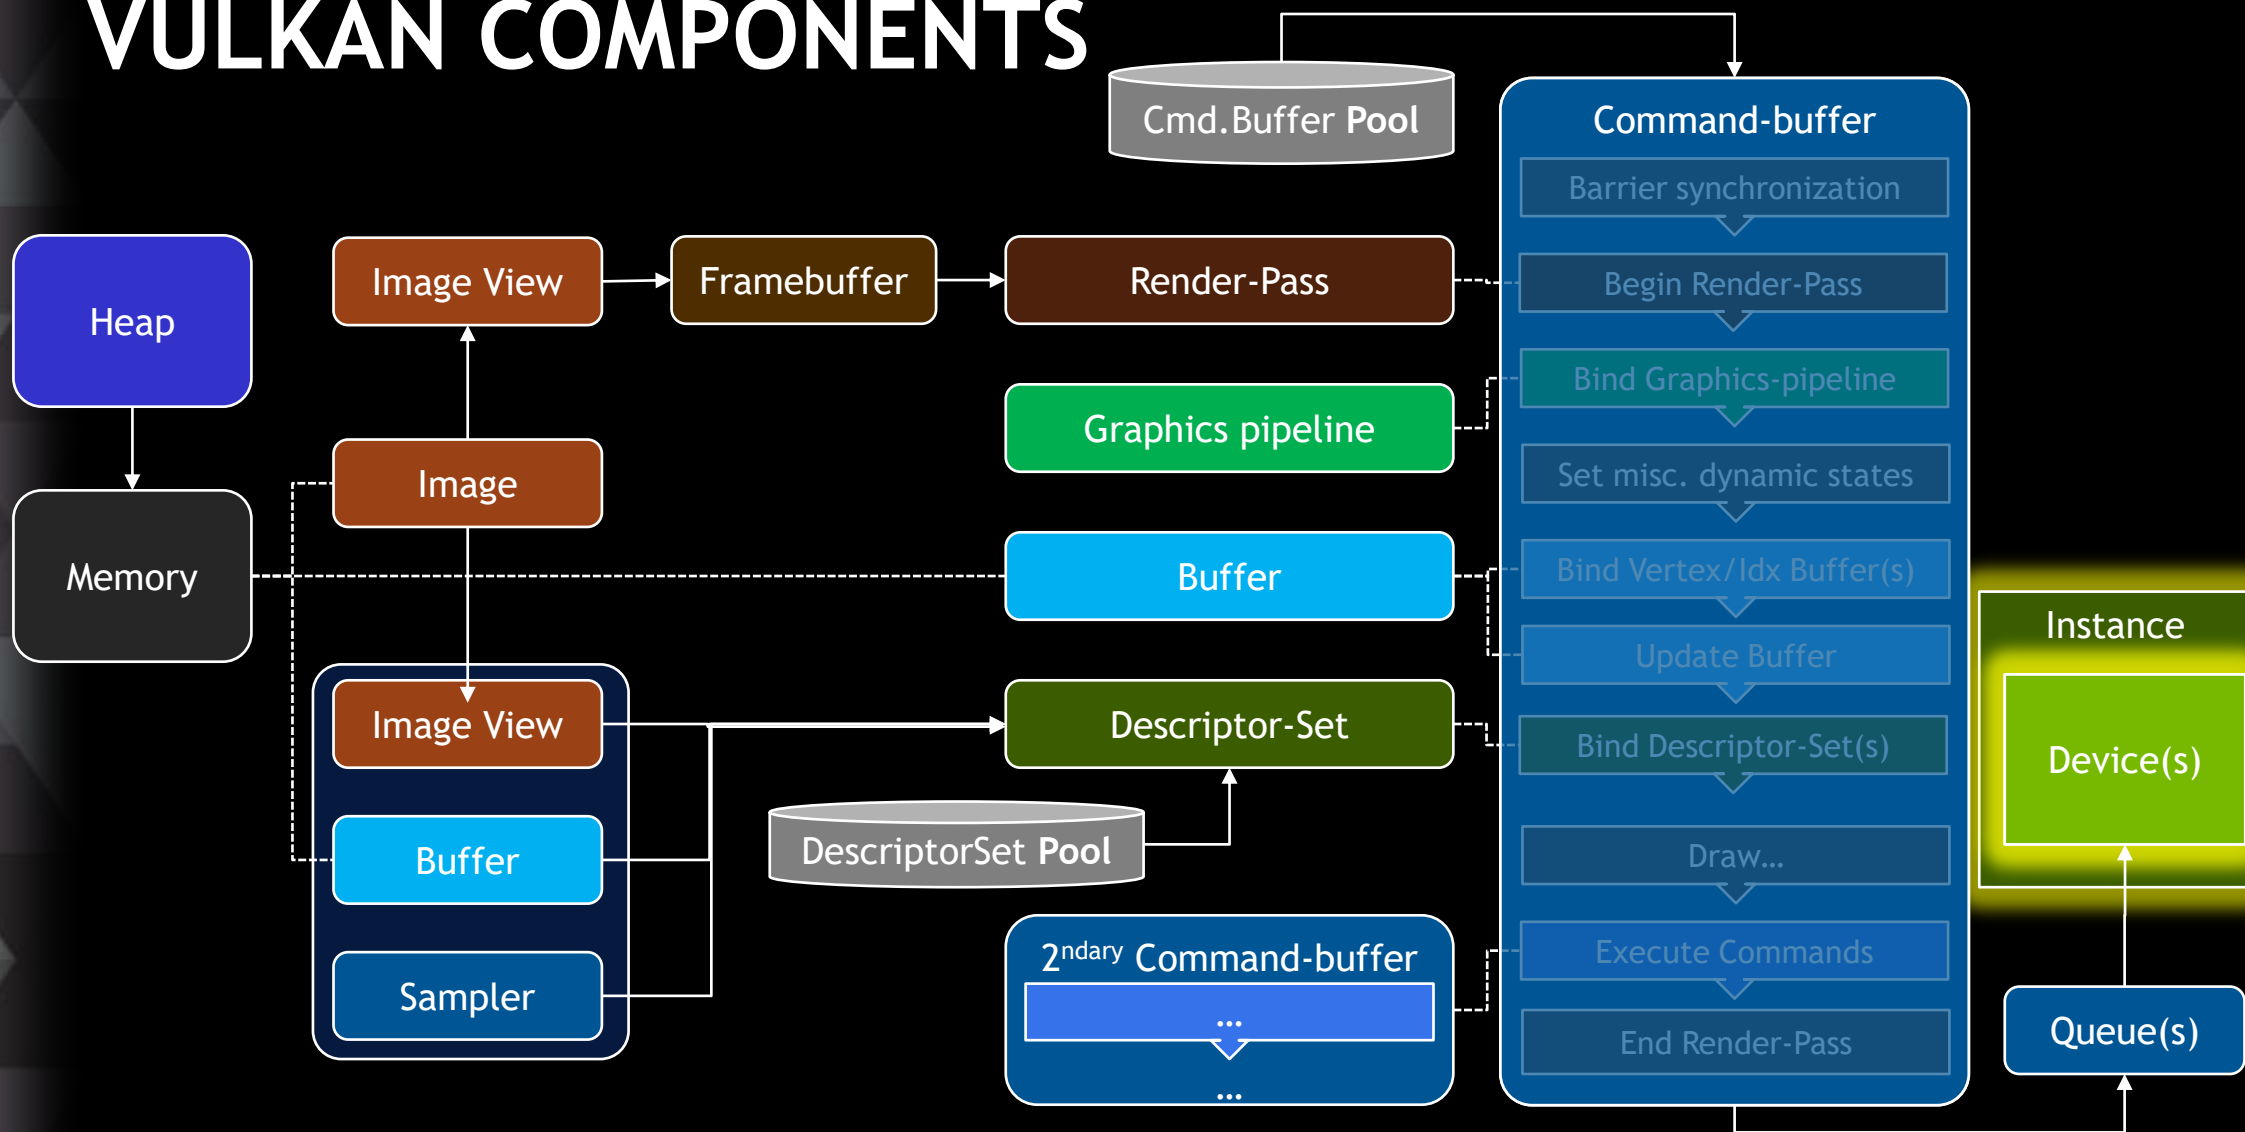 VULKAN COMPONENTS
Cmd.Buffer Pool
Command-buffer
Barrier synchronization
Heap
Image View
Framebuffer
Render-Pass
Begin Render-Pass
Graphics pipeline
Bind Graphics-pipeline
Image
Set misc. dynamic states
Memory
Buffer
Bind Vertex/Idx Buffer(s)
Update Buffer
Instance
Device(s)
Image View
Descriptor-Set
Bind Descriptor-Set(s)
Buffer
DescriptorSet Pool
Draw…
Sampler
2ndary Command-buffer
…
…
Execute Commands
End Render-Pass
Queue(s)